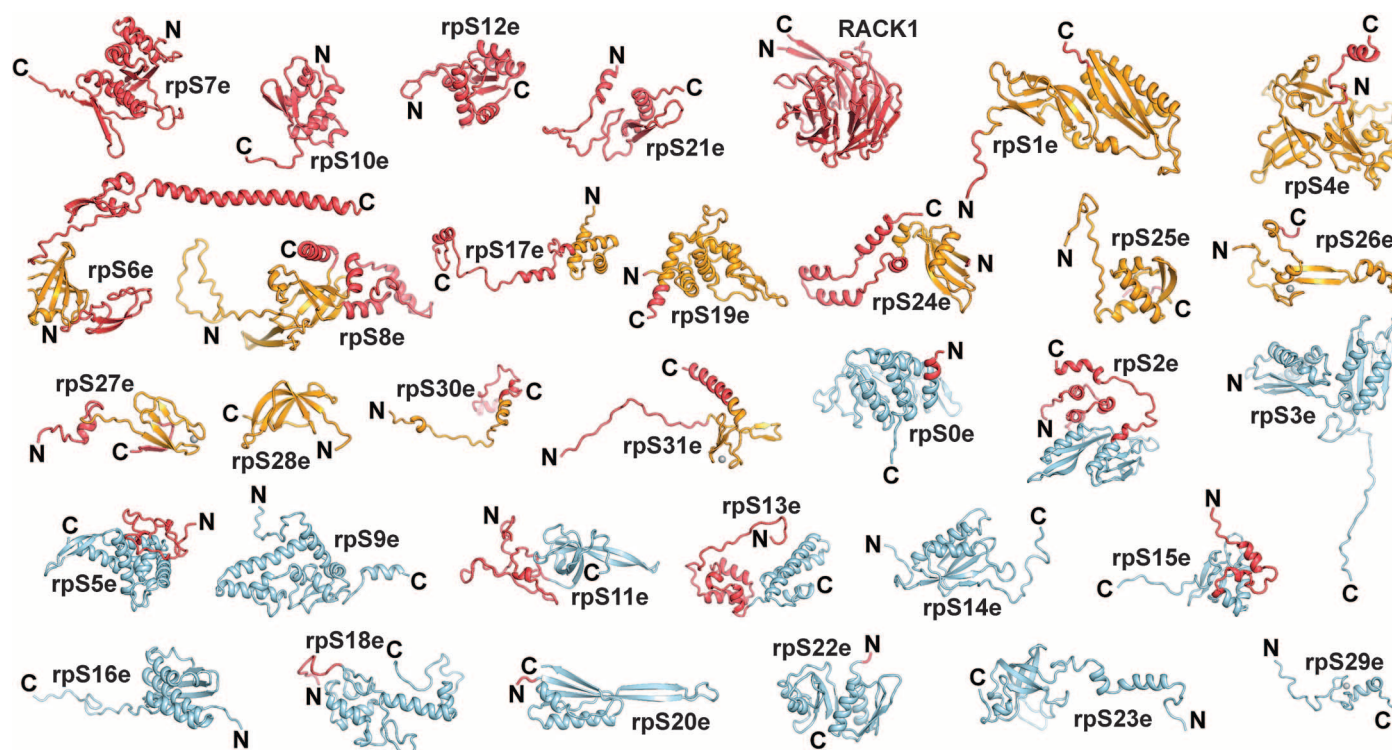 C
N
rpS7e
N
C
rpS10e
rpS12e
N
C
N
C
rpS21e
C
N
RACK1
C
rpS1e
N
C
N
rpS4e
C
rpS6e
N
C
N
rpS8e
rpS17e
N
C
N
C
rpS19e
C
N
rpS24e
rpS25e
N
C
C
N
rpS26e
rpS27e
N
C
C
rpS28e
N
rpS30e
N
C
C
rpS31e
N
N
rpS0e
C
rpS2e
C
N
N
rpS3e
C
C
N
rpS5e
N
rpS9e
C
N
C
rpS11e
rpS13e
N
C
N
C
rpS14e
N
rpS15e
C
C
rpS16e
N
rpS18e
C
N
C
N
rpS20e
rpS22e
N
C
C
rpS23e
N
N
rpS29e
C